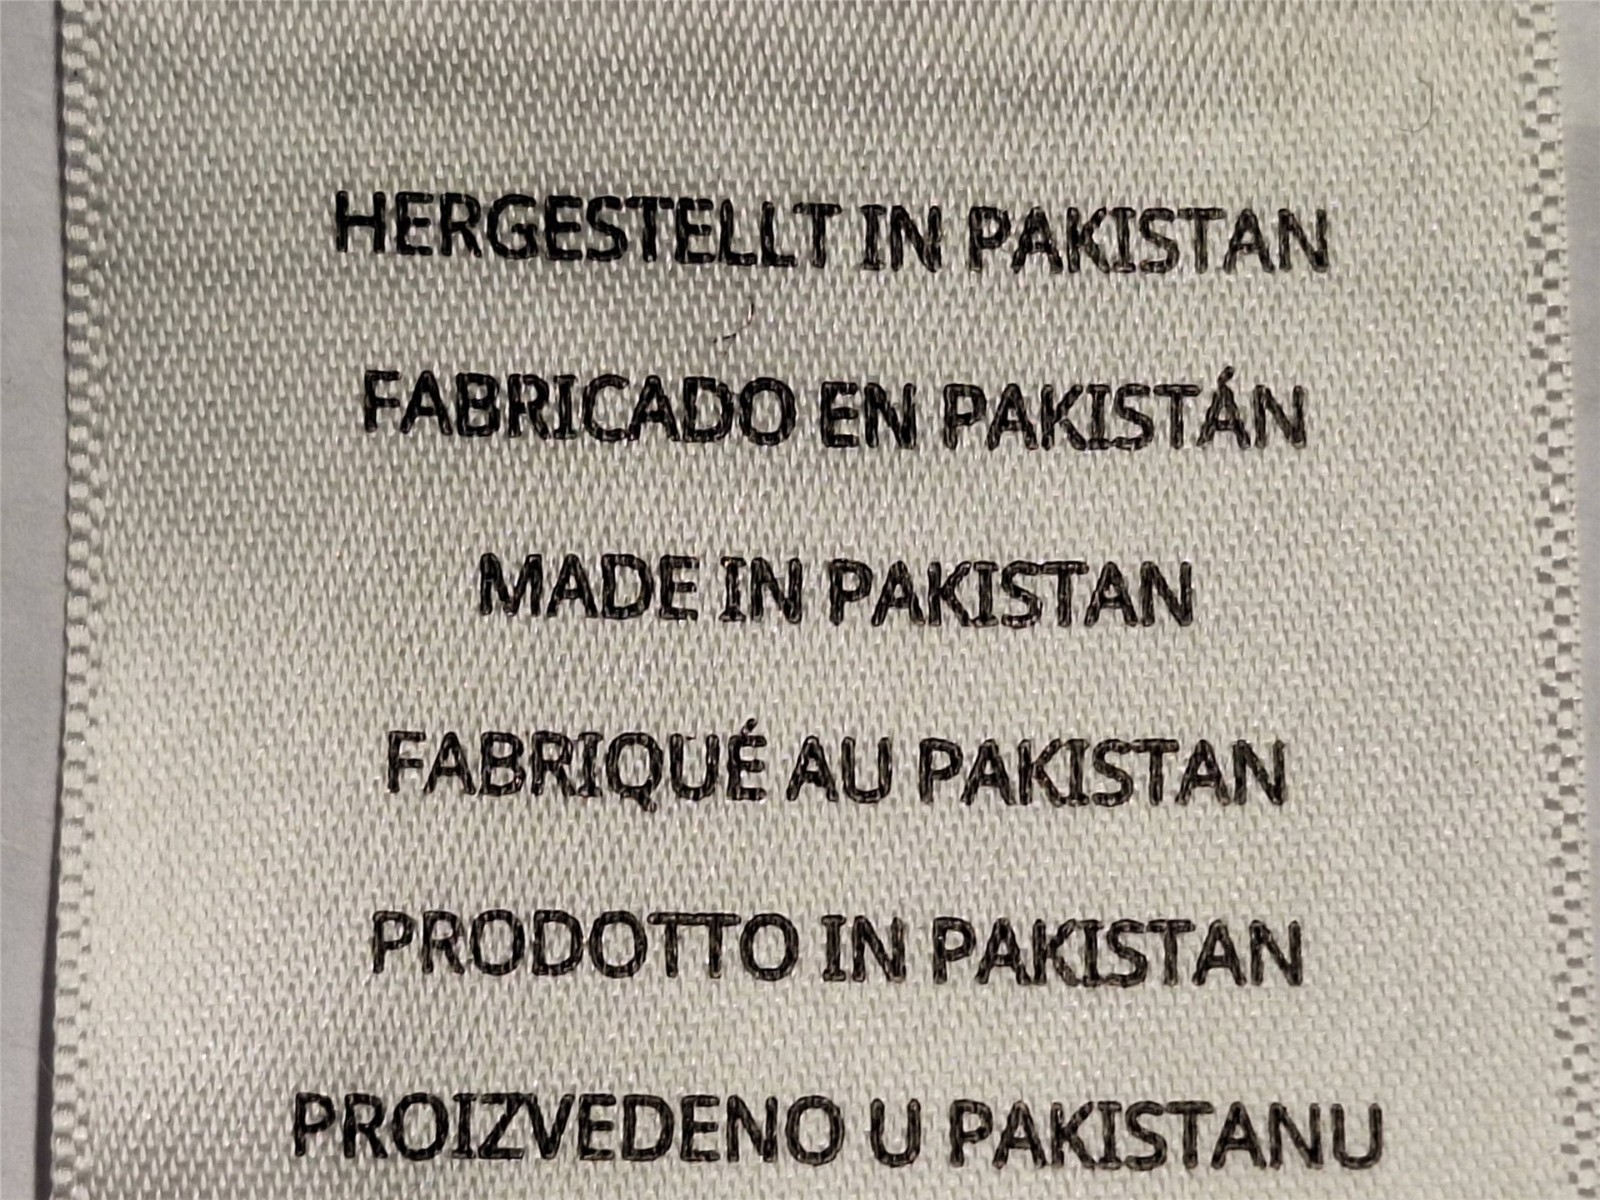 HERGESTELLT IN PAKISTAN
FABRICADO EN PAKISTÁN
MADE IN PAKISTAN
FABRIQUÉ AU PAKISTAN
PRODOTTO IN PAKISTAN
PROIZVEDENO U PAKISTANU